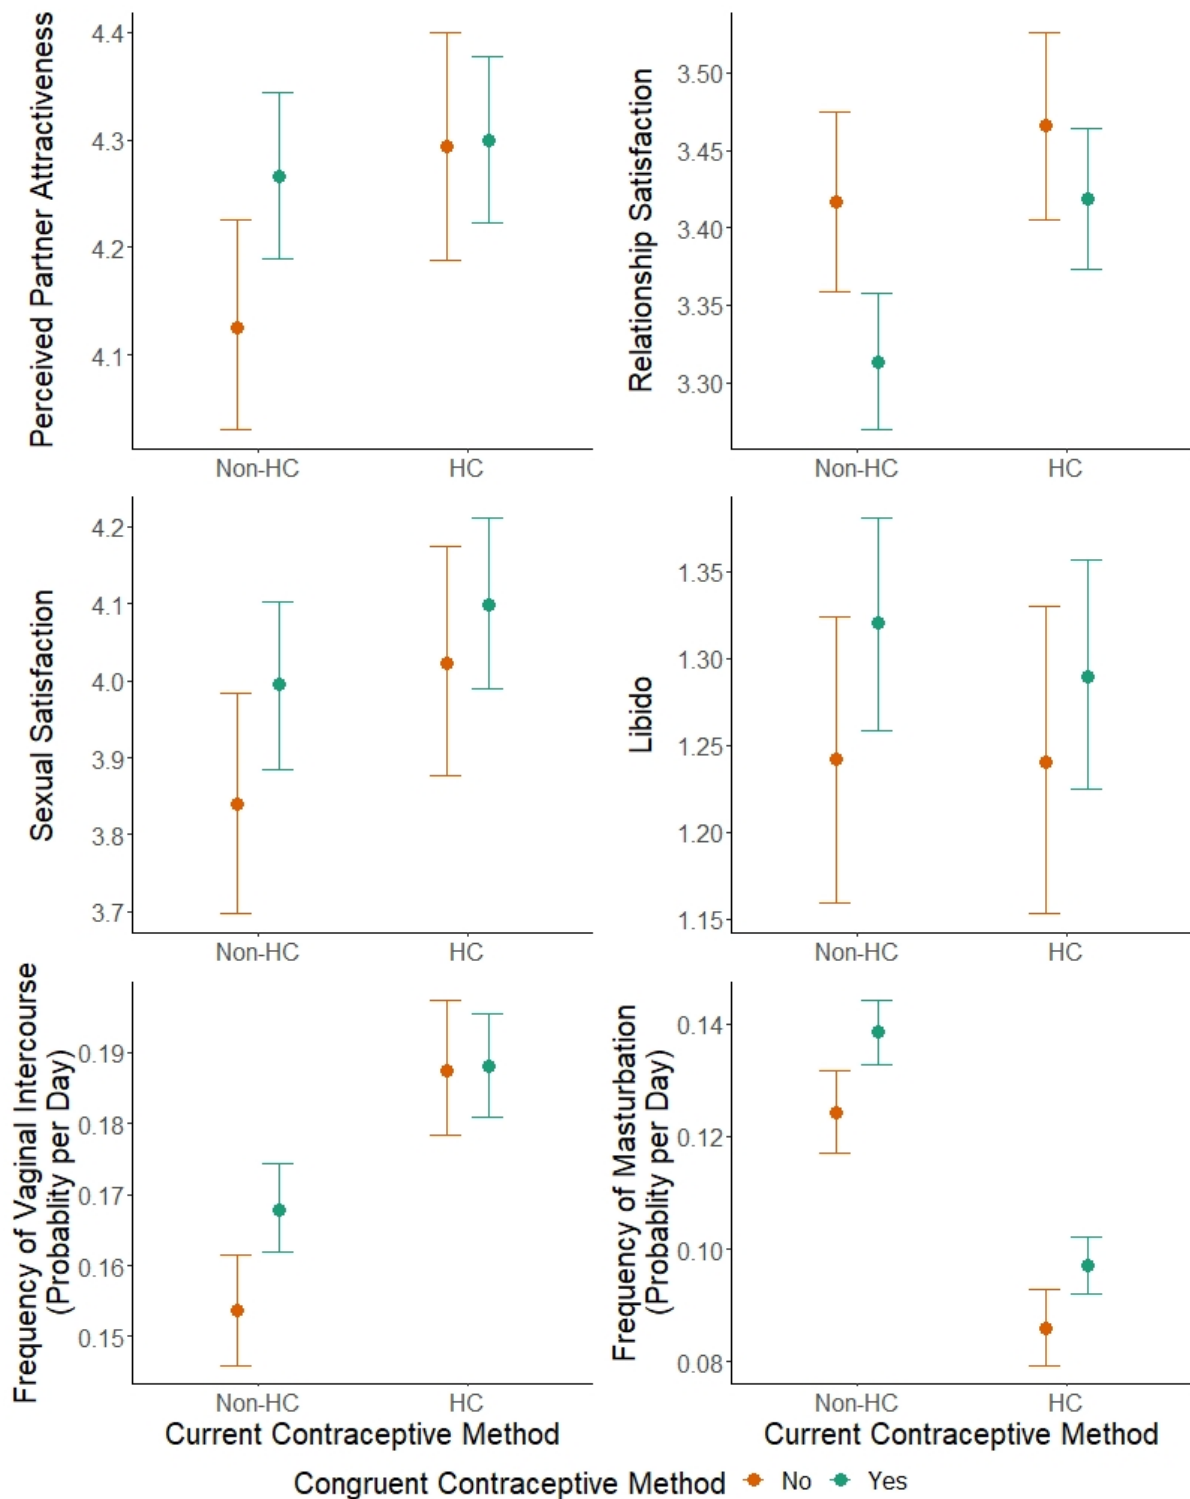 Perceived Partner Attractiveness
4.4
4.3
4.2
4.1
Non-HC
HC
Relationship Satisfaction
3.50
3.45
3.40
3.35
3.30
Non-HC
HC
Sexual Satisfaction
4.2
4.1
4.0
3.9
3.8
3.7
Non-HC
HC
Libido
1.35
1.30
1.25
1.20
1.15
Non-HC
HC
Frequency of Vaginal Intercourse
(Probablity per Day)
0.19
0.18
0.17
0.16
0.15
Non-HC
HC
Current Contraceptive Method
Frequency of Masturbation
(Probablity per Day)
0.14
0.12
0.10
0.08
Non-HC
HC
Current Contraceptive Method
Congruent Contraceptive Method No Yes